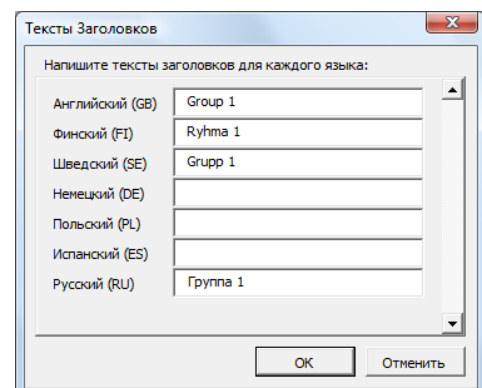 Тексты Заголовков
Напишите тексты заголовков для каждого языка:
Английский (GB) Group 1
Финский (FI) Ryhma 1
Шведский (SE) Grupp 1
Немецкий (DE)
Польский (PL)
Испанский (ES)
Русский (RU) Группа 1
OK Отменить